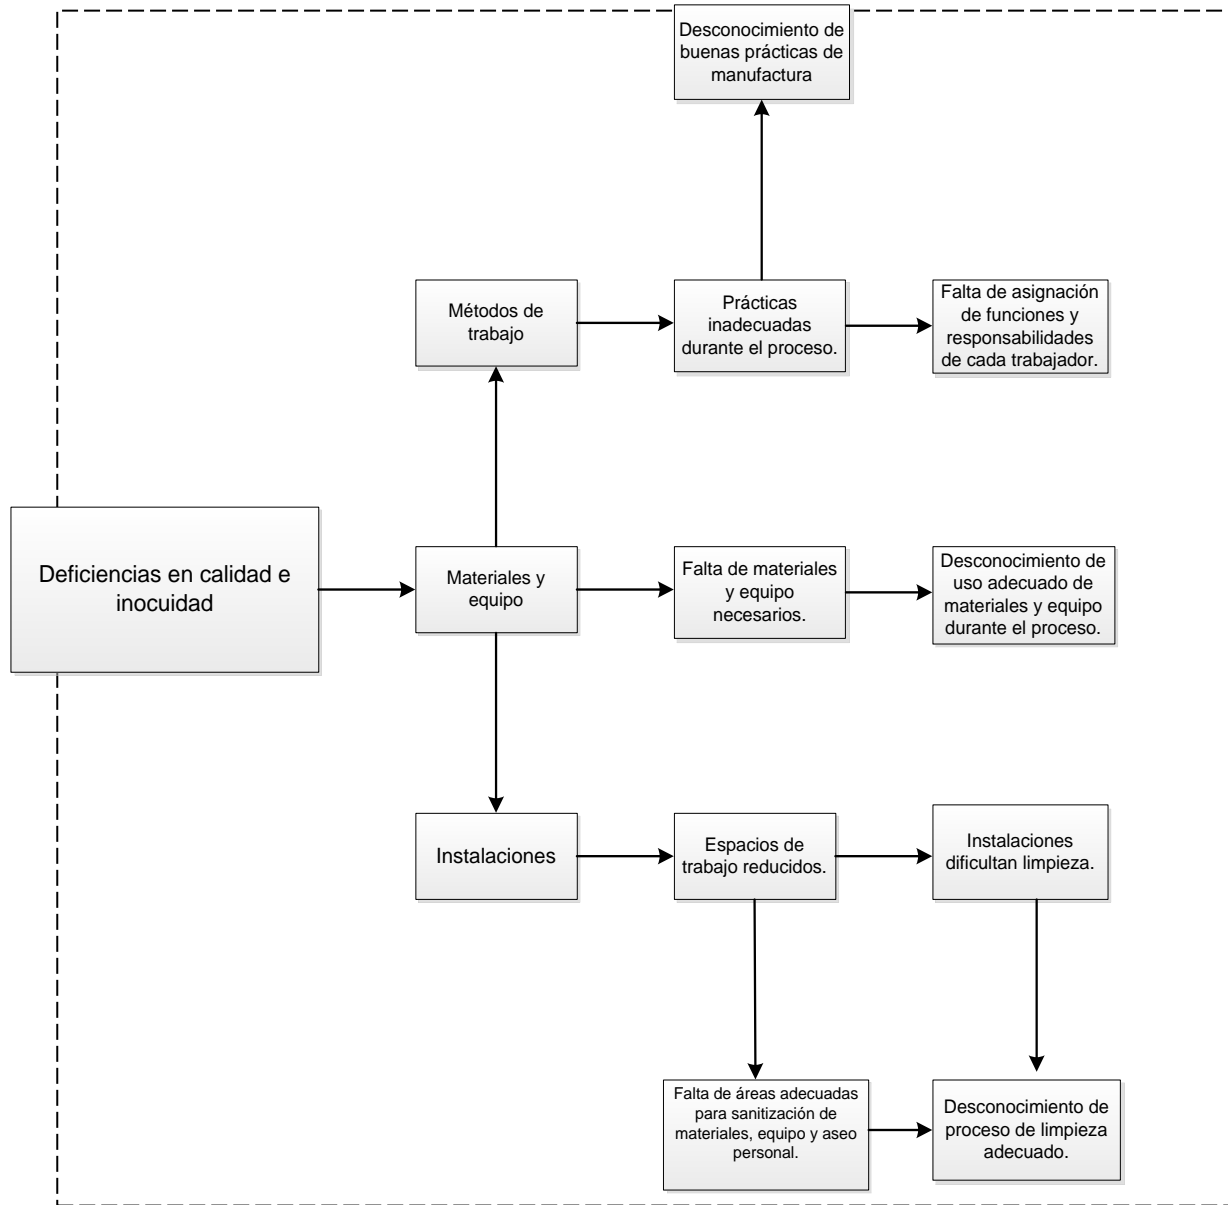 Desconocimiento de
buenas prácticas de
manufactura
Métodos de
trabajo
Prácticas
inadecuadas
durante el proceso.
Falta de asignación
de funciones y
responsabilidades
de cada trabajador.
Deficiencias en calidad e
inocuidad
Materiales y
equipo
Falta de materiales
y equipo
necesarios.
Desconocimiento de
uso adecuado de
materiales y equipo
durante el proceso.
Instalaciones
Espacios de
trabajo reducidos.
Instalaciones
dificultan limpieza.
Falta de áreas adecuadas
para sanitización de
materiales, equipo y aseo
personal.
Desconocimiento de
proceso de limpieza
adecuado.